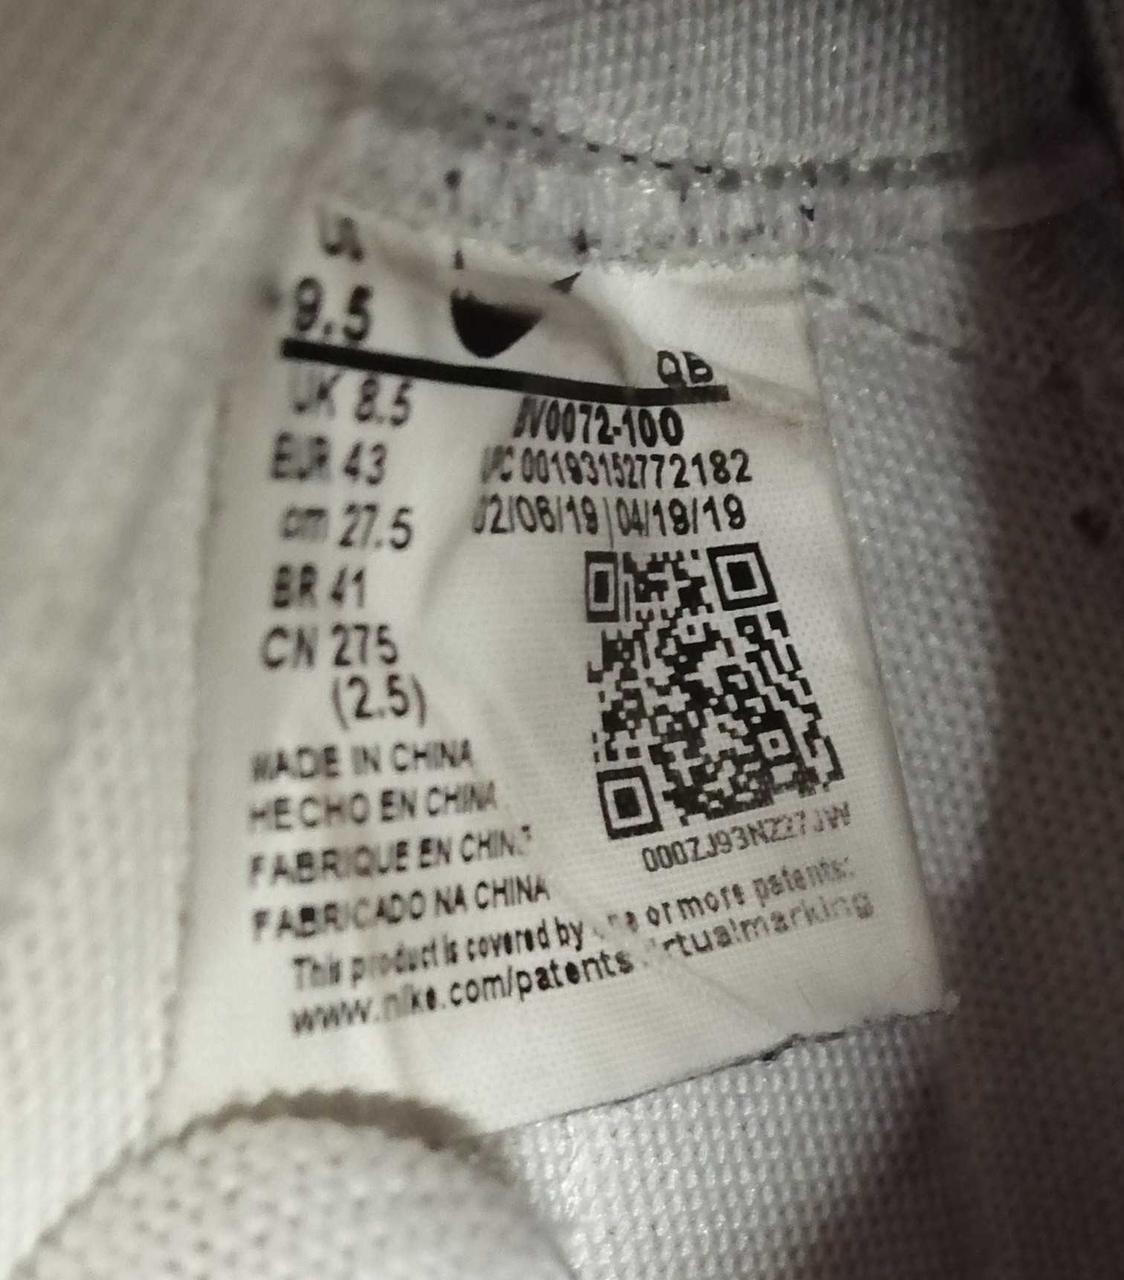 US
9.5
QB
UK 8.5
EUR 43
cm 27.5
BR 41
CN 275
(2.5)
V0072-100
UPC 00193152772182
02/06/19 04/19/19
MADE IN CHINA
HECHO EN CHINA
FABRIQUE EN CHINE
FABRICADO NA CHINA
000ZJ93NZ27JW
This product is covered by one or more patents:
www.nike.com/patents virtualmarking